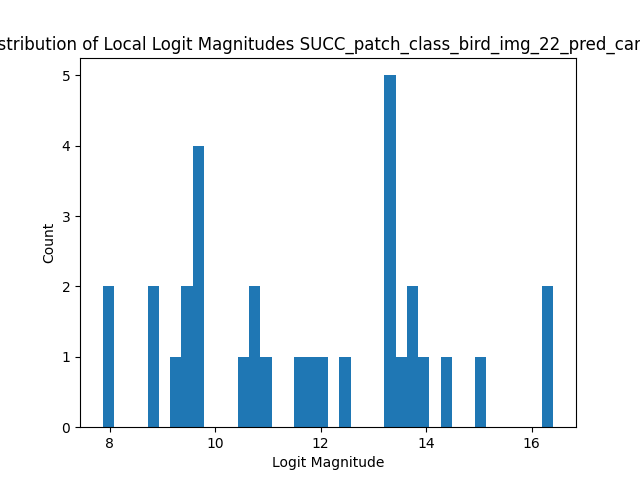 stribution of Local Logit Magnitudes SUCC_patch_class_bird_img_22_pred_car
5
4
3
2
1
0
Count
8 10 12 14 16
Logit Magnitude